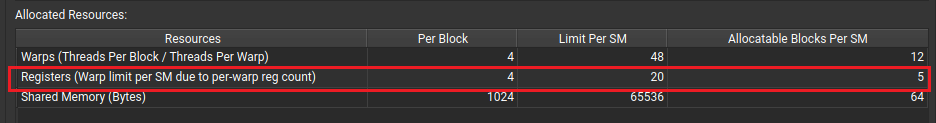 Allocated Resources:
Resources Per Block Limit Per SM Allocatable Blocks Per SM
Warps (Threads Per Block / Threads Per Warp) 4 48 12
Registers (Warp limit per SM due to per-warp reg count) 4 20 5
Shared Memory (Bytes) 1024 65536 64